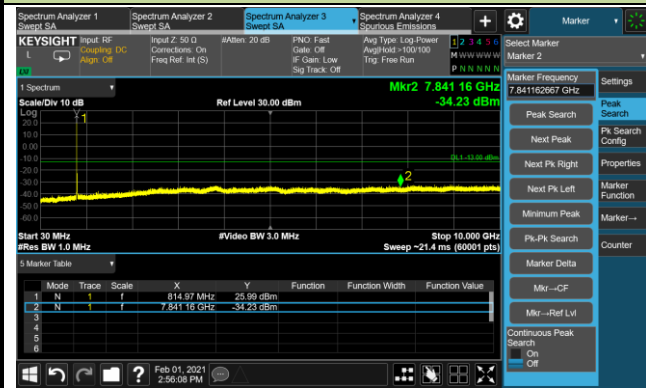 Spectrum Analyzer 1
Swept SA
Spectrum Analyzer 2
Swept SA
Spectrum Analyzer 3
Swept SA
Spectrum Analyzer 4
Spurious Emissions
Marker
KEYSIGHT
L
Input: RF
Coupling: DC
Align: Off
Input Z: 50 Ω
Corrections: On
Freq Ref: Int (S)
#Atten: 20 dB
PNO: Fast
Gate: Off
IF Gain: Low
Sig Track: Off
Avg Type: Log-Power
Avg|Hold:>100/100
Trig: Free Run
1 2 3 4 5 6
M W W W W W
P N N N N N
Select Marker
Marker 2
1 Spectrum
Mkr2 7.841 16 GHz
Scale/Div 10 dB
Ref Level 30.00 dBm
-34.23 dBm
Log
20.0
10.0
0.00
-10.0
-20.0
-30.0
-40.0
-50.0
-60.0
1
2
DL1 -13.00 dBm
Start 30 MHz
#Video BW 3.0 MHz
Stop 10.000 GHz
#Res BW 1.0 MHz
Sweep ~21.4 ms (60001 pts)
Marker Frequency
7.841162667 GHz
Peak Search
Next Peak
Next Pk Right
Next Pk Left
Minimum Peak
Pk-Pk Search
Marker Delta
Mkr→CF
Mkr→Ref Lvl
Continuous Peak
Search
On
Off
Settings
Peak
Search
Pk Search
Config
Properties
Marker
Function
Marker→
Counter
5 Marker Table
Mode Trace Scale X Y Function Function Width Function Value
1 N 1 f 814.97 MHz 25.99 dBm
2 N 1 f 7.841 16 GHz -34.23 dBm
3
4
5
6
Feb 01, 2021
2:56:08 PM